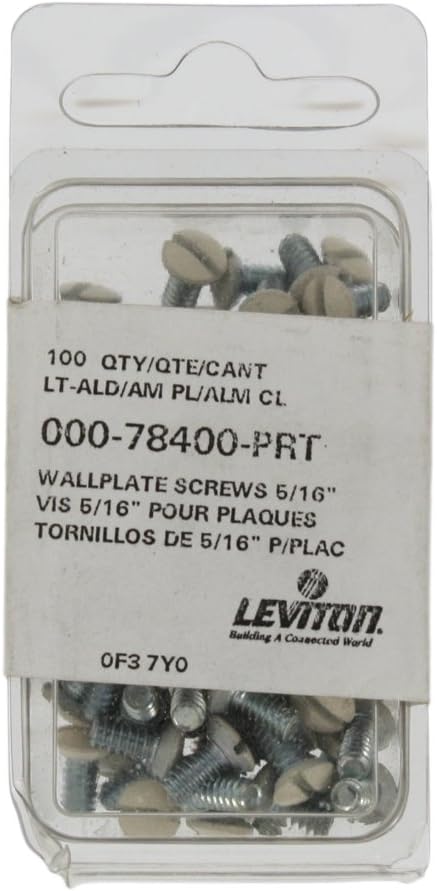 100 QTY/QTE/CANT
LT-ALD/AM PL/ALM CL
000-78400-PRT
WALLPLATE SCREWS 5/16"
VIS 5/16" POUR PLAQUES
TORNILLOS DE 5/16" P/PLAC
LEVITON.
Building A Connected World
0F3 7Y0